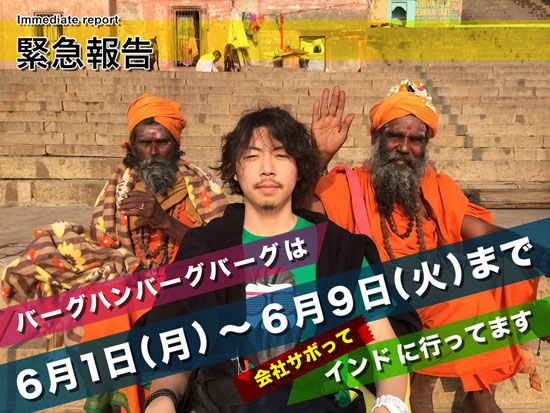 Immediate report
緊急報告
バーグハンバーグバーグは
6月1日(月)～6月9日(火)まで
会社サボって
インドに行ってます